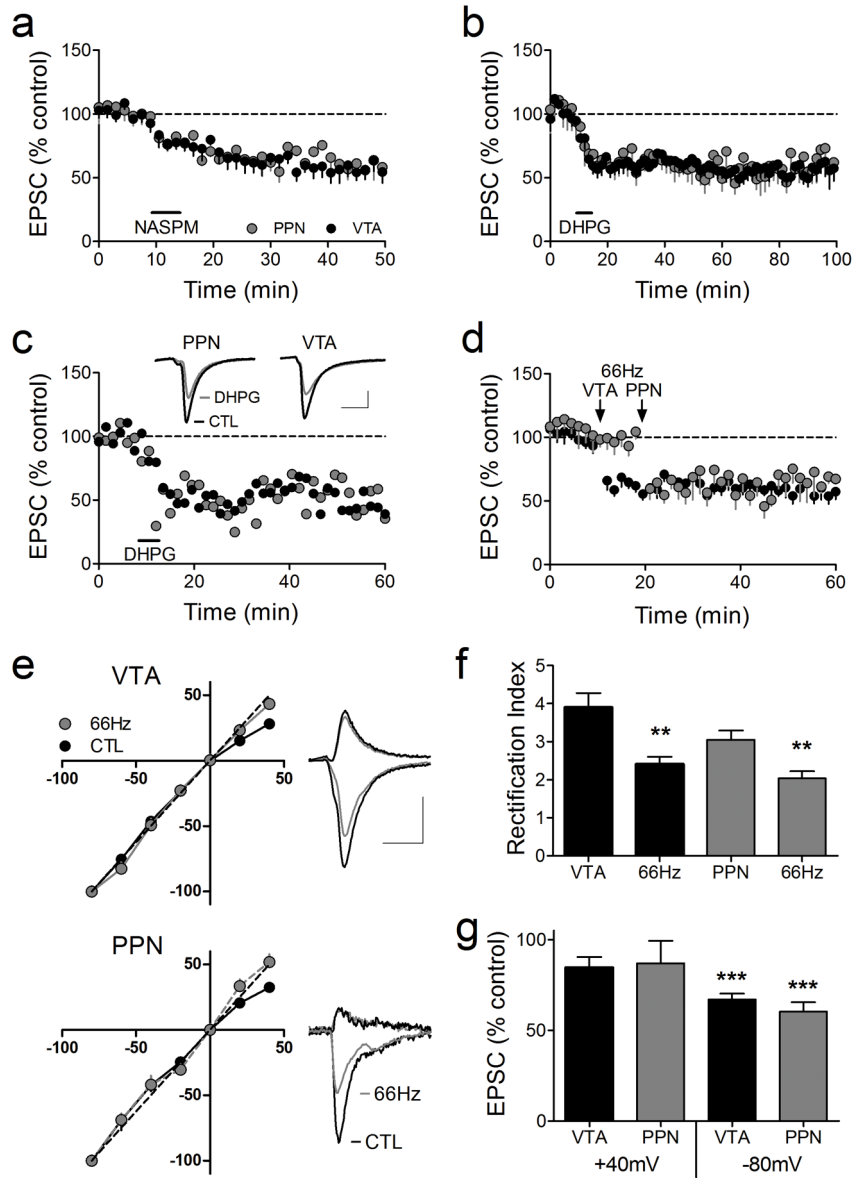 a
b
150
100
50
0
EPSC (% control)
NASPM
PPN
VTA
0 10 20 30 40 50
Time (min)
150
100
50
0
EPSC (% control)
DHPG
0 20 40 60 80 100
Time (min)
c
d
PPN
VTA
DHPG
CTL
150
100
50
0
EPSC (% control)
DHPG
0 20 40 60
Time (min)
66Hz
VTA PPN
150
100
50
0
EPSC (% control)
0 20 40 60
Time (min)
e
VTA
66Hz
CTL
50
-100 -50 50
-50
-100
PPN
50
-100 -50 50
-50
-100
66Hz
CTL
f
5
4
3
2
1
0
Rectification Index
**
**
VTA 66Hz PPN 66Hz
g
100
50
0
EPSC (% control)
***
***
VTA PPN VTA PPN
+40mV -80mV